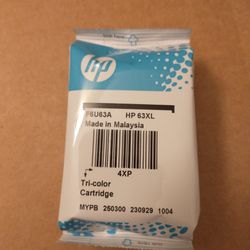 hp
F6U63A HP 63XL
Made in Malaysia
4XP
Tri-color
Cartridge
MYPB 250300 230929 1004